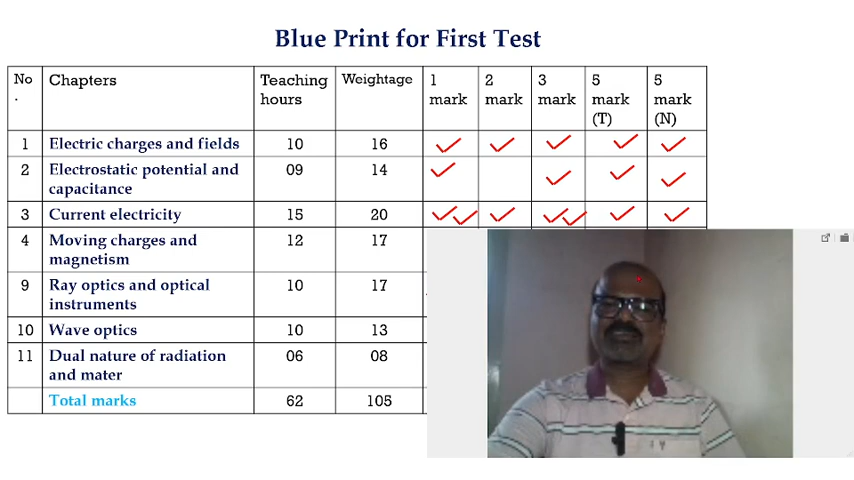 Blue Print for First Test
No
.
Chapters
Teaching
hours
Weightage
1
mark
2
mark
3
mark
5
mark
(T)
5
mark
(N)
1 Electric charges and fields 10 16
2 Electrostatic potential and
capacitance 09 14
3 Current electricity 15 20
4 Moving charges and
magnetism 12 17
9 Ray optics and optical
instruments 10 17
10 Wave optics 10 13
11 Dual nature of radiation
and mater 06 08
Total marks 62 105